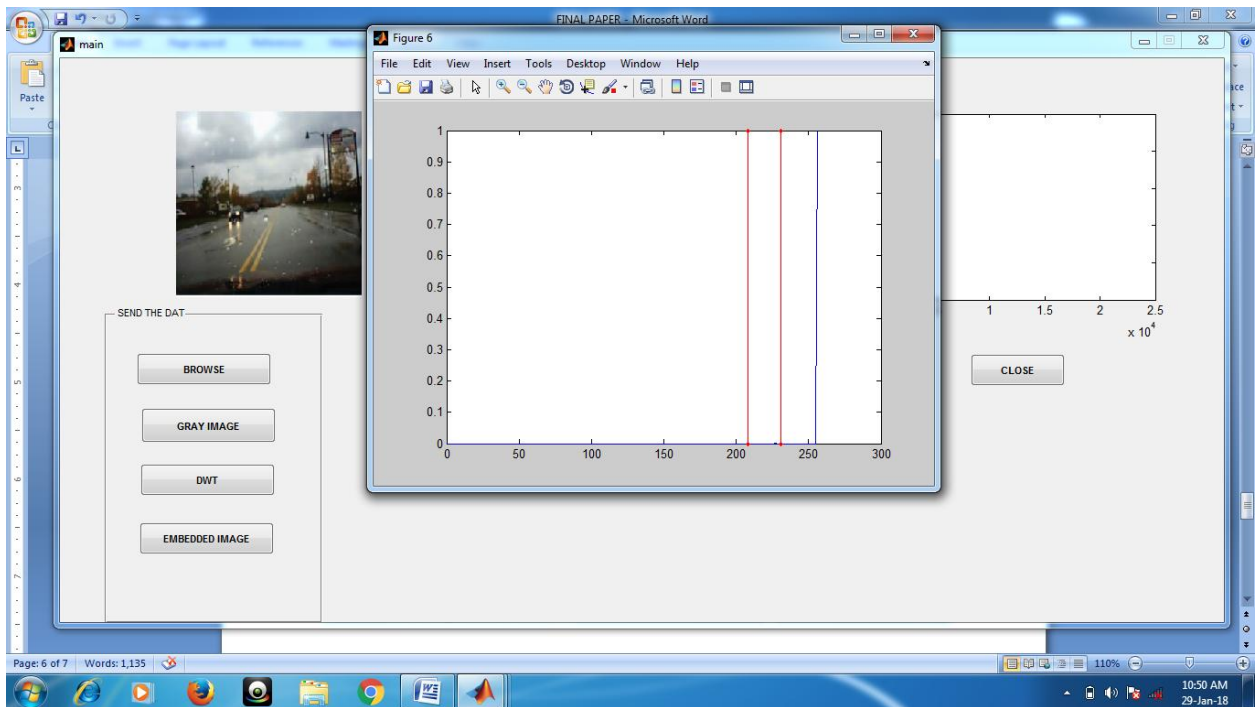 FINAL PAPER - Microsoft Word
main
Figure 6
File Edit View Insert Tools Desktop Window Help
Paste
1
0.9
0.8
0.7
0.6
0.5
0.4
0.3
0.2
0.1
0
0 50 100 150 200 250 300
1 1.5 2 2.5
x 10^4
SEND THE DAT
BROWSE
GRAY IMAGE
DWT
EMBEDDED IMAGE
CLOSE
Page: 6 of 7 Words: 1,135
110%
10:50 AM
29-Jan-18